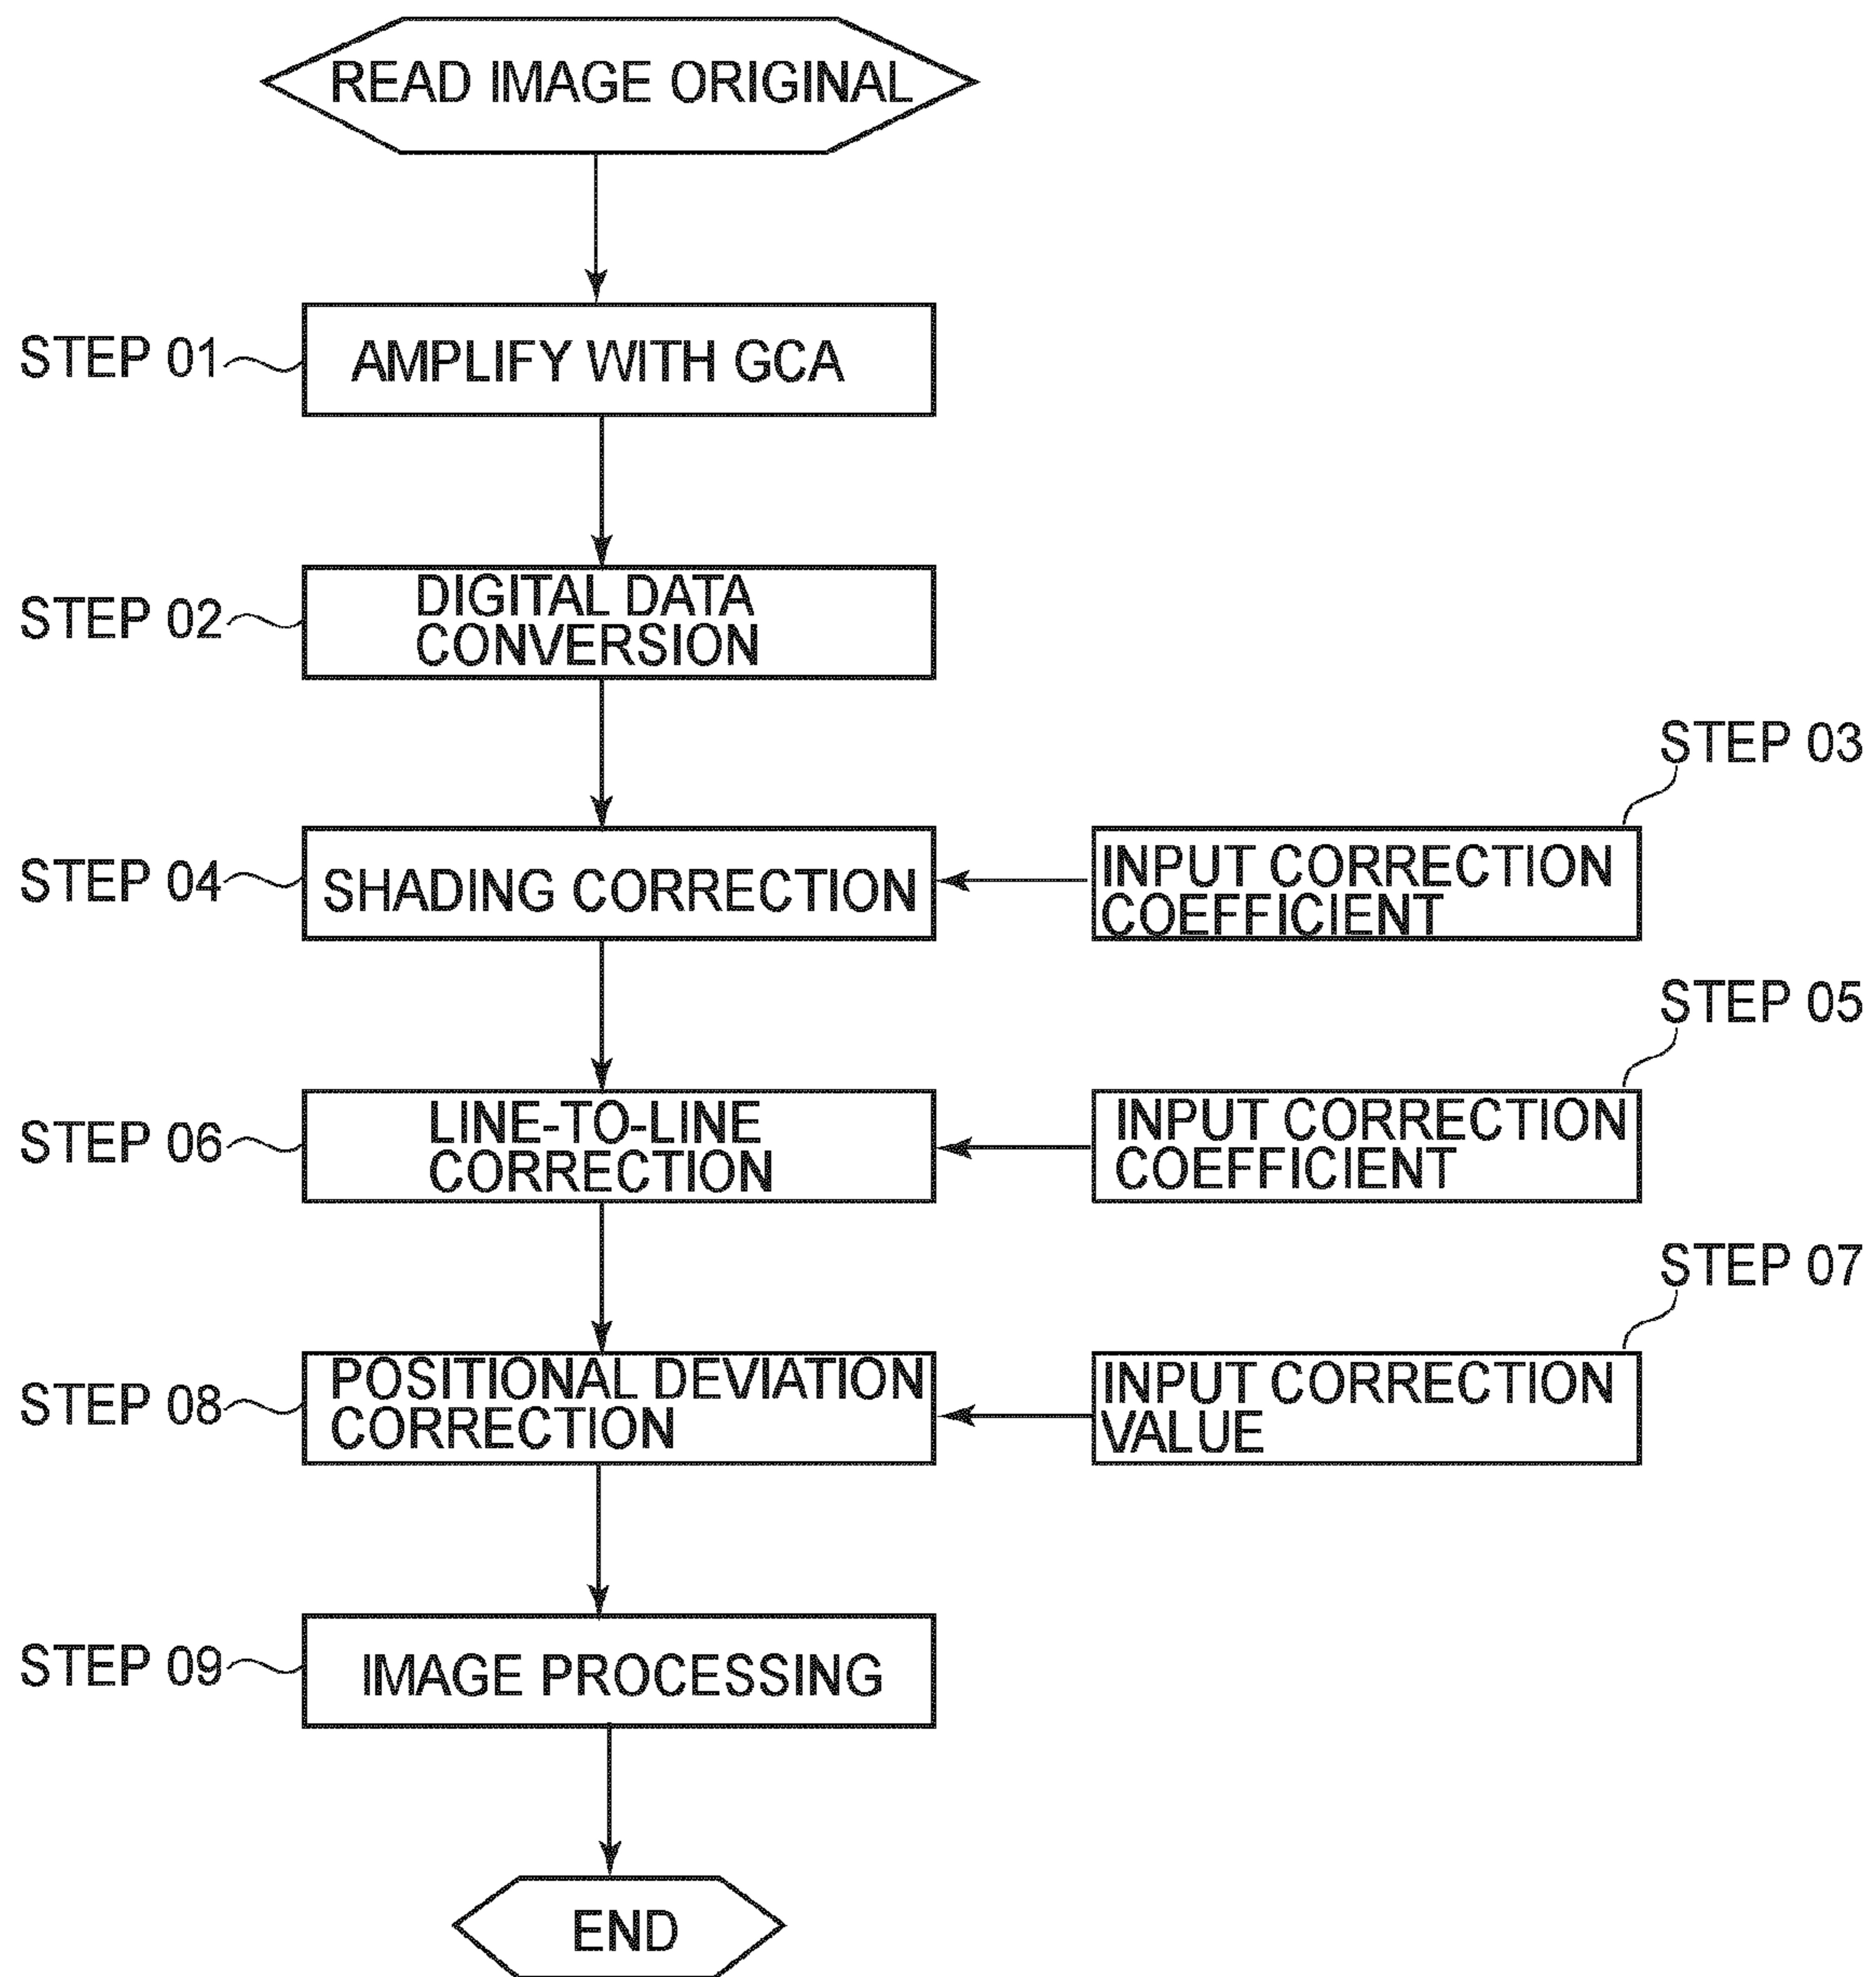 READ IMAGE ORIGINAL
STEP 01
AMPLIFY WITH GCA
STEP 02
DIGITAL DATA
CONVERSION
STEP 03
STEP 04
SHADING CORRECTION
INPUT CORRECTION
COEFFICIENT
STEP 05
STEP 06
LINE-TO-LINE
CORRECTION
INPUT CORRECTION
COEFFICIENT
STEP 07
STEP 08
POSITIONAL DEVIATION
CORRECTION
INPUT CORRECTION
VALUE
STEP 09
IMAGE PROCESSING
END